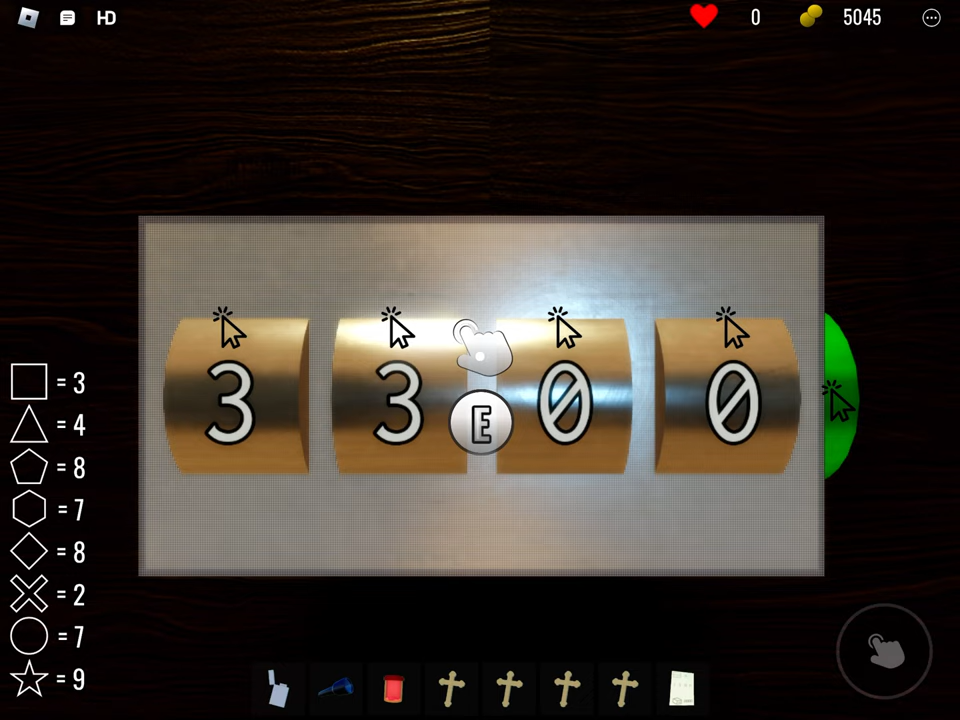 HD 0 5045
3 3 0 0
E
= 3
= 4
= 8
= 7
= 8
= 2
= 7
= 9